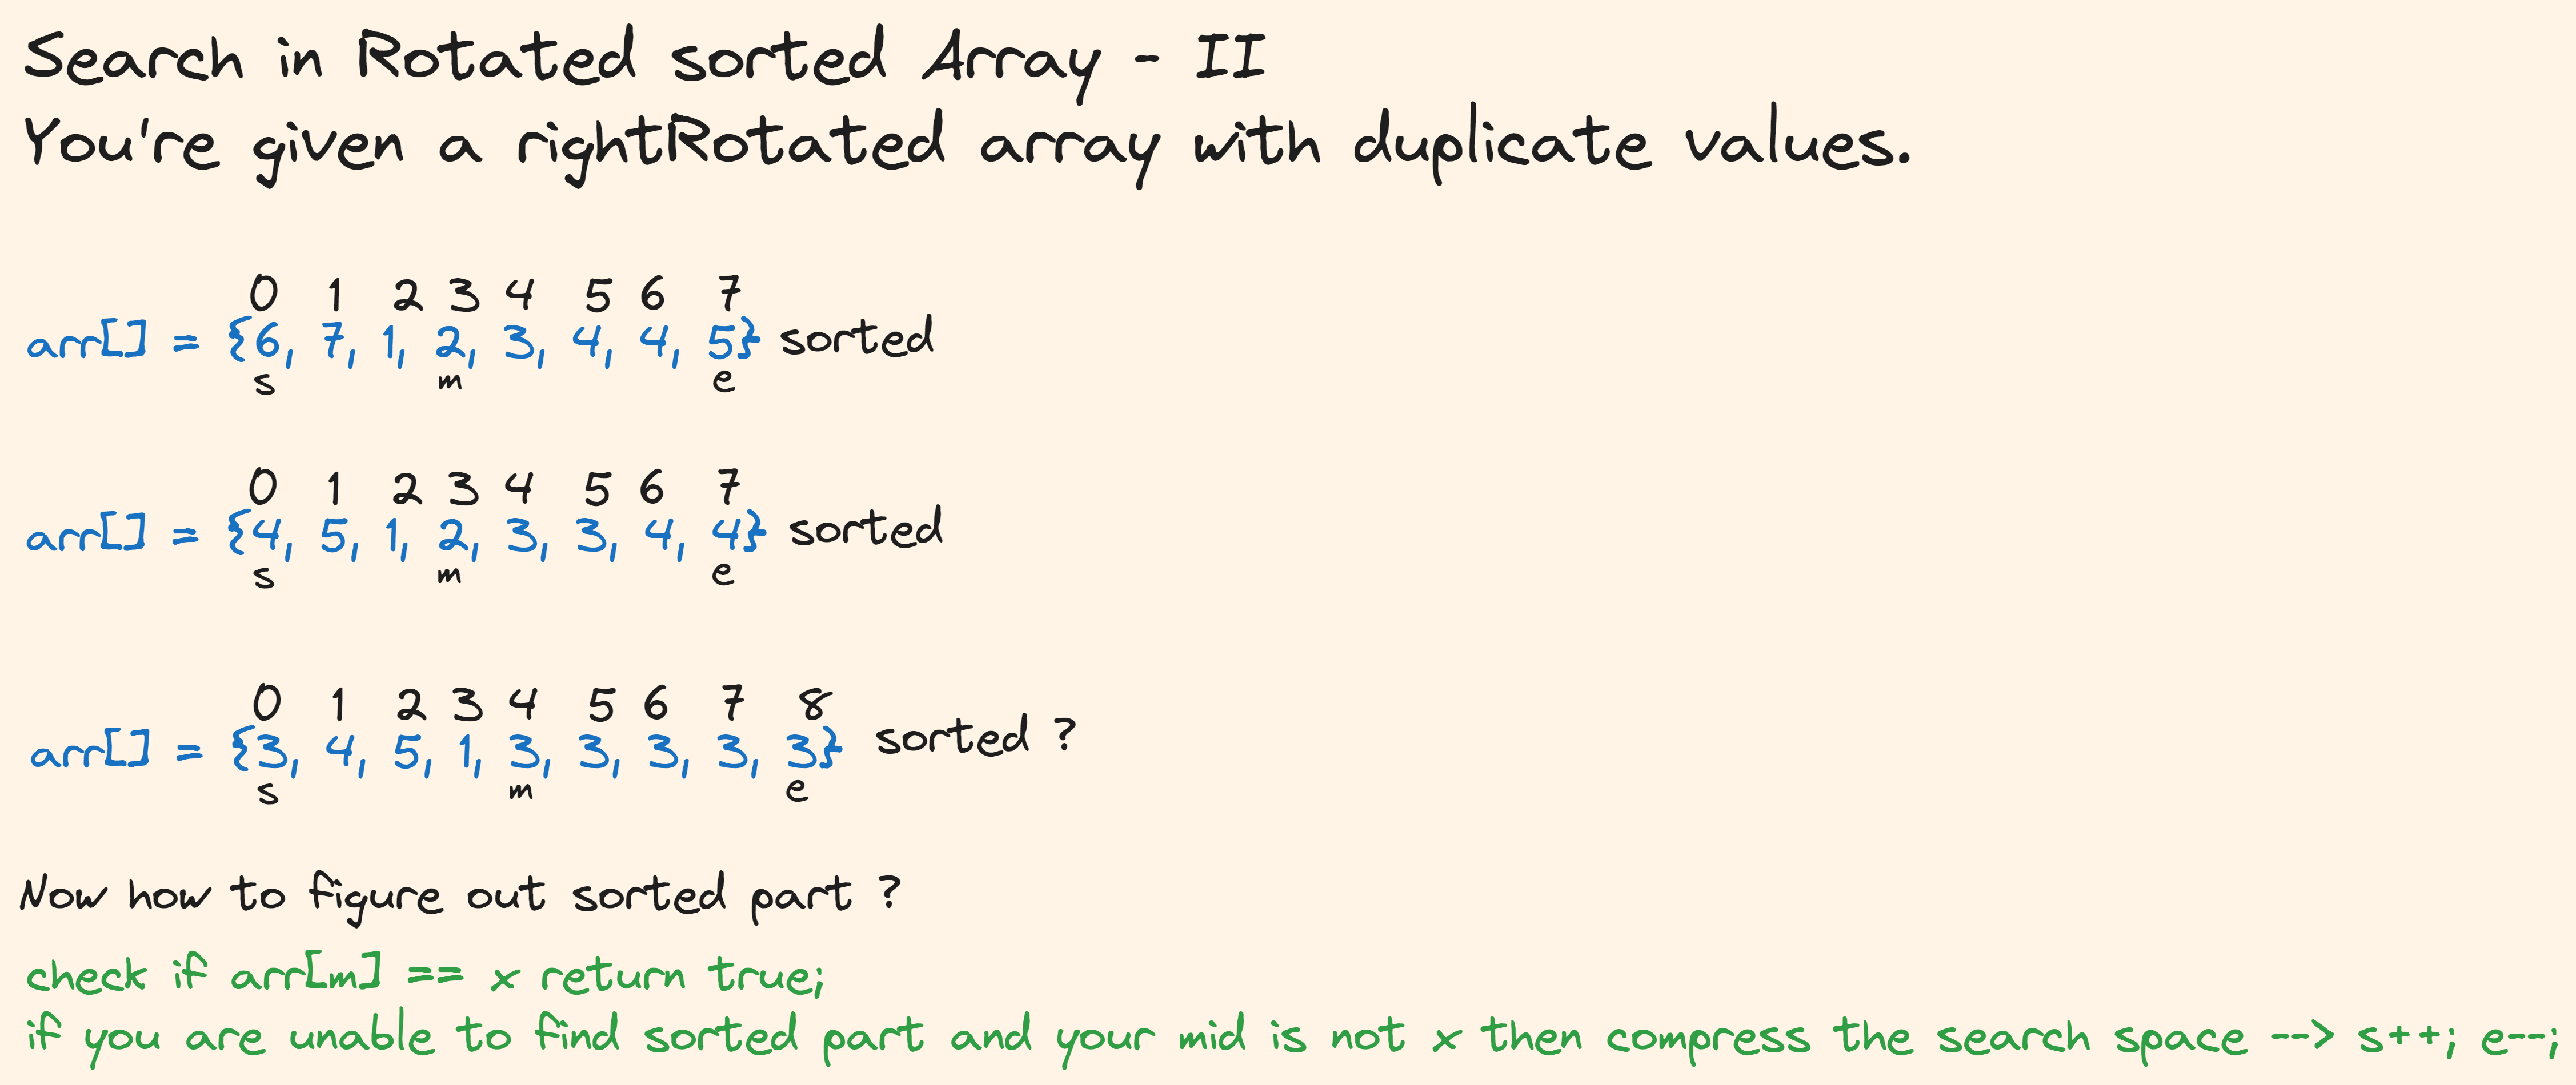 Search in Rotated sorted Array - II
You're given a rightRotated array with duplicate values.
0 1 2 3 4 5 6 7
arr[] = {6, 7, 1, 2, 3, 4, 4, 5} sorted
s m e
0 1 2 3 4 5 6 7
arr[] = {4, 5, 1, 2, 3, 3, 4, 4} sorted
s m e
0 1 2 3 4 5 6 7 8
arr[] = {3, 4, 5, 1, 3, 3, 3, 3, 3} sorted ?
s m e
Now how to figure out sorted part ?
check if arr[m] == x return true;
if you are unable to find sorted part and your mid is not x then compress the search space --> s++; e--;